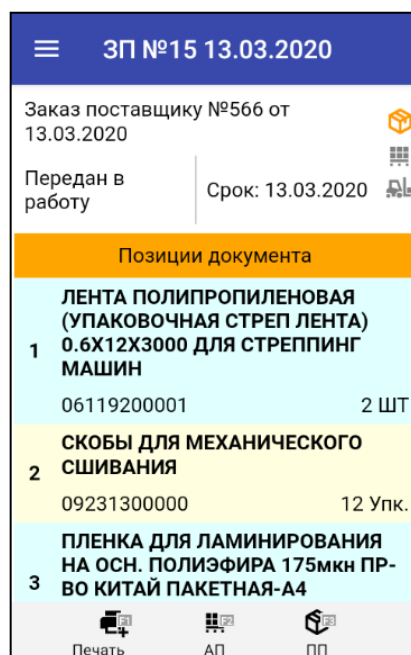 ЗП №15 13.03.2020
Заказ поставщику №566 от
13.03.2020
Передан в
работу
Срок: 13.03.2020
Позиции документа
ЛЕНТА ПОЛИПРОПИЛЕНОВАЯ
(УПАКОВОЧНАЯ СТРЕП ЛЕНТА)
1 0.6Х12Х3000 ДЛЯ СТРЕППИНГ
МАШИН
06119200001 2 ШТ
СКОБЫ ДЛЯ МЕХАНИЧЕСКОГО
2 СШИВАНИЯ
09231300000 12 Упк.
ПЛЕНКА ДЛЯ ЛАМИНИРОВАНИЯ
НА ОСН. ПОЛИЭФИРА 175мкн ПР-
3 ВО КИТАЙ ПАКЕТНАЯ-А4
F1 F2 F3
Печать АП ПП